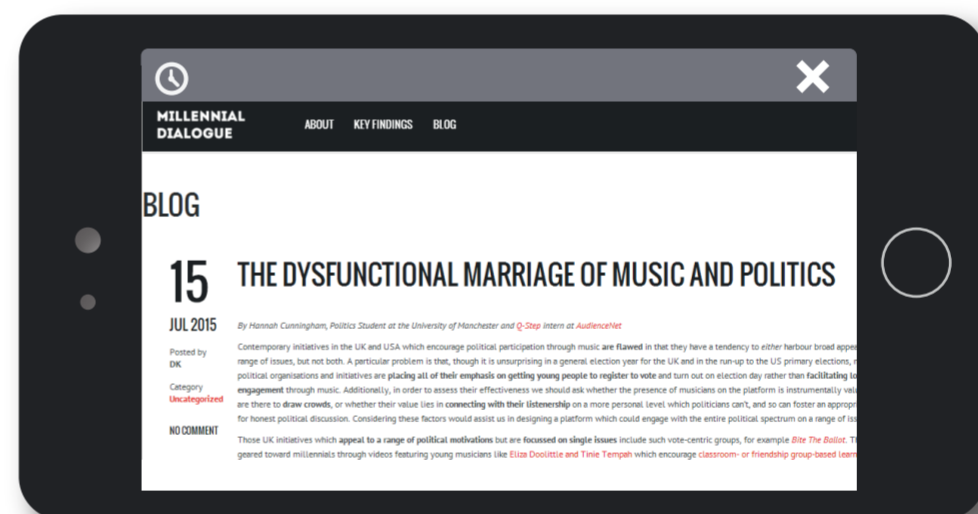 MILLENNIAL
DIALOGUE
ABOUT KEY FINDINGS BLOG
BLOG
15
JUL 2015
Posted by
DK
Category
Uncategorized
NO COMMENT
THE DYSFUNCTIONAL MARRIAGE OF MUSIC AND POLITICS
By Hannah Cunningham, Politics Student at the University of Manchester and Q-Step intern at AudienceNet
Contemporary initiatives in the UK and USA which encourage political participation through music are flawed in that they have a tendency to either harbour broad appe
range of issues, but not both. A particular problem is that, though it is unsurprising in a general election year for the UK and in the run-up to the US primary elections,
political organisations and initiatives are placing all of their emphasis on getting young people to register to vote and turn out on election day rather than facilitating lo
engagement through music. Additionally, in order to assess their effectiveness we should ask whether the presence of musicians on the platform is instrumentally val
are there to draw crowds, or whether their value lies in connecting with their listenership on a more personal level which politicians can't, and so can foster an approp
for honest political discussion. Considering these factors would assist us in designing a platform which could engage with the entire political spectrum on a range of iss
Those UK initiatives which appeal to a range of political motivations but are focussed on single issues include such vote-centric groups, for example Bite The Ballot. T
geared toward millennials through videos featuring young musicians like Eliza Doolittle and Tinie Tempah which encourage classroom- or friendship group-based learn